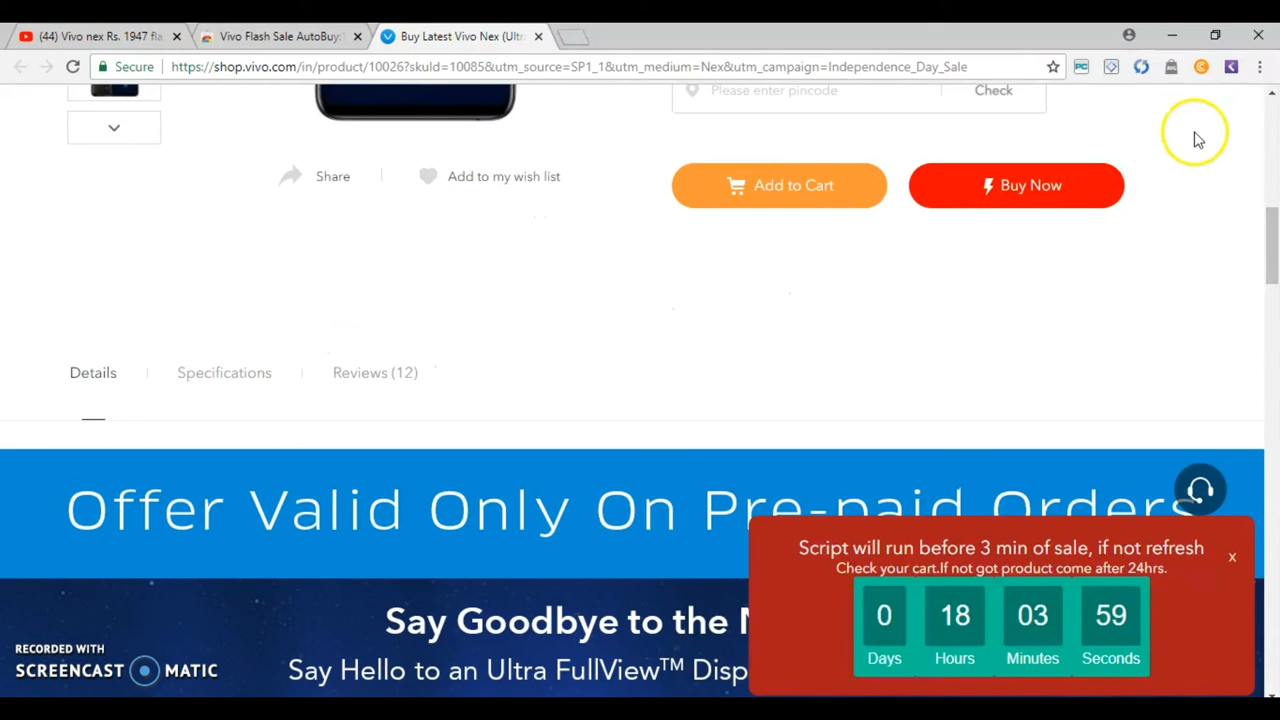 (44) Vivo nex Rs. 1947 fla
Vivo Flash Sale AutoBuy:
Buy Latest Vivo Nex (Ultra
Secure
https://shop.vivo.com/in/product/10026?skuId=10085&utm_source=SP1_1&utm_medium=Nex&utm_campaign=Independence_Day_Sale
Please enter pincode
Check
Share
Add to my wish list
Add to Cart
Buy Now
Details
Specifications
Reviews (12)
Offer Valid Only On Pre-paid Orders
Script will run before 3 min of sale, if not refresh
x
Check your cart.If not got product come after 24hrs.
0 18 03 59
Days Hours Minutes Seconds
Say Goodbye to the
Say Hello to an Ultra FullView™ Disp
RECORDED WITH
SCREENCAST MATIC